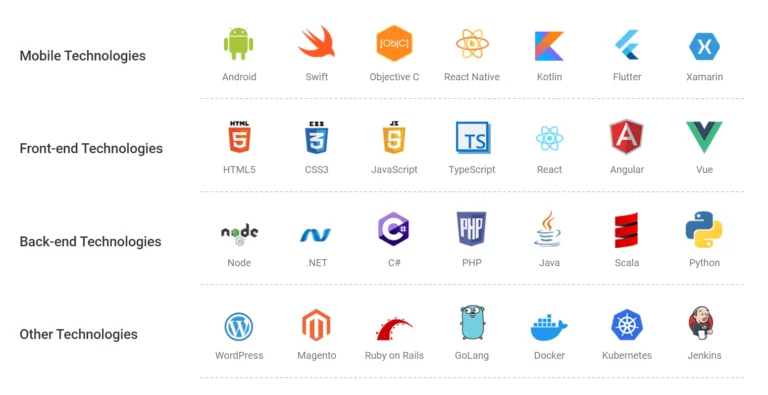 Mobile Technologies
[ObjC]
Android Swift Objective C React Native Kotlin Flutter Xamarin
X
HTML CSS JS
Front-end Technologies
5 3 5 TS A
HTML5 CSS3 JavaScript TypeScript React Angular Vue
Back-end Technologies
node JS C# PHP
Node .NET C# PHP Java Scala Python
Other Technologies
W
WordPress Magento Ruby on Rails GoLang Docker Kubernetes Jenkins